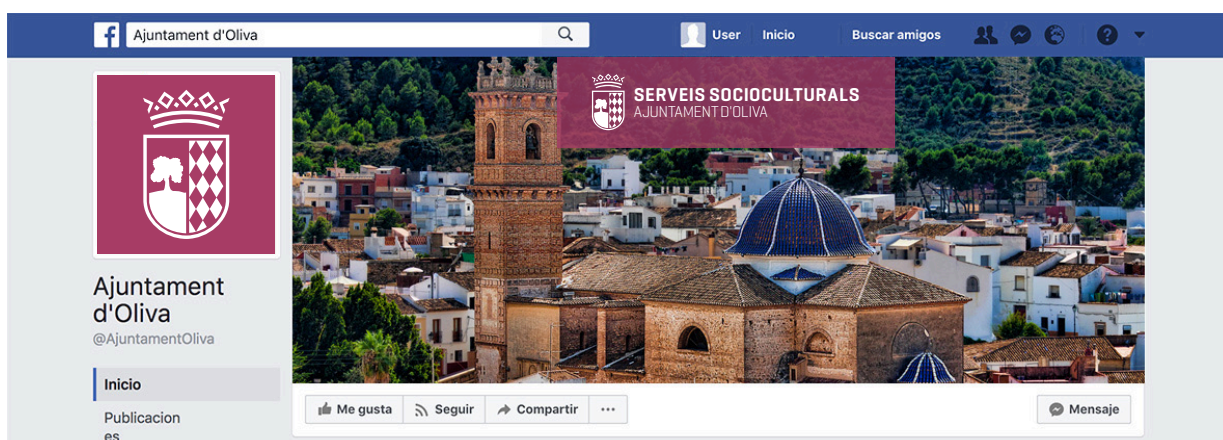 Ajuntament d'Oliva
User
Inicio
Buscar amigos
SERVEIS SOCIOCULTURALS
AJUNTAMENT D'OLIVA
Ajuntament
d'Oliva
@AjuntamentOliva
Inicio
Publicacion
es
Me gusta
Seguir
Compartir
Mensaje